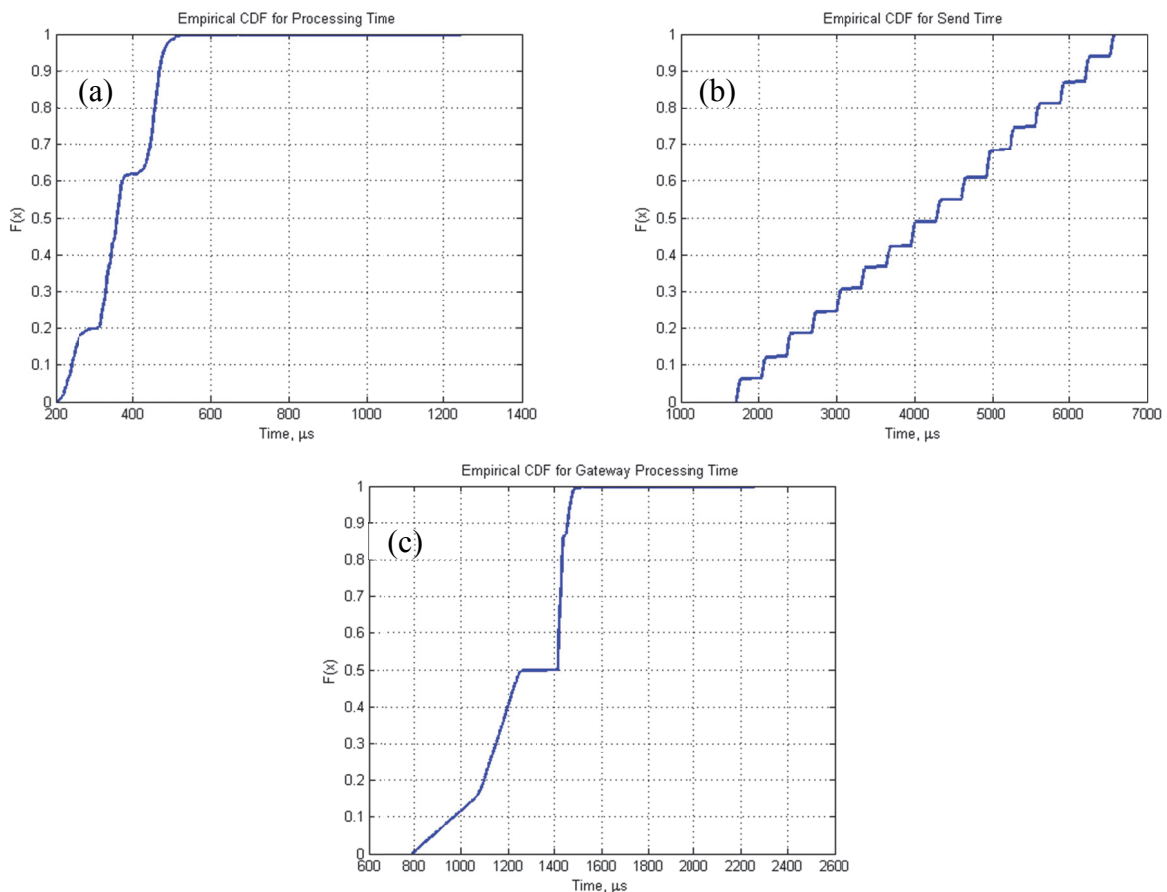 Empirical CDF for Processing Time
1
0.9
0.8
0.7
0.6
0.5
0.4
0.3
0.2
0.1
0
F(x)
(a)
200 400 600 800 1000 1200 1400
Time, μs
Empirical CDF for Send Time
1
0.9
0.8
0.7
0.6
0.5
0.4
0.3
0.2
0.1
0
F(x)
(b)
1000 2000 3000 4000 5000 6000 7000
Time, μs
Empirical CDF for Gateway Processing Time
1
0.9
0.8
0.7
0.6
0.5
0.4
0.3
0.2
0.1
0
F(x)
(c)
600 800 1000 1200 1400 1600 1800 2000 2200 2400 2600
Time, μs